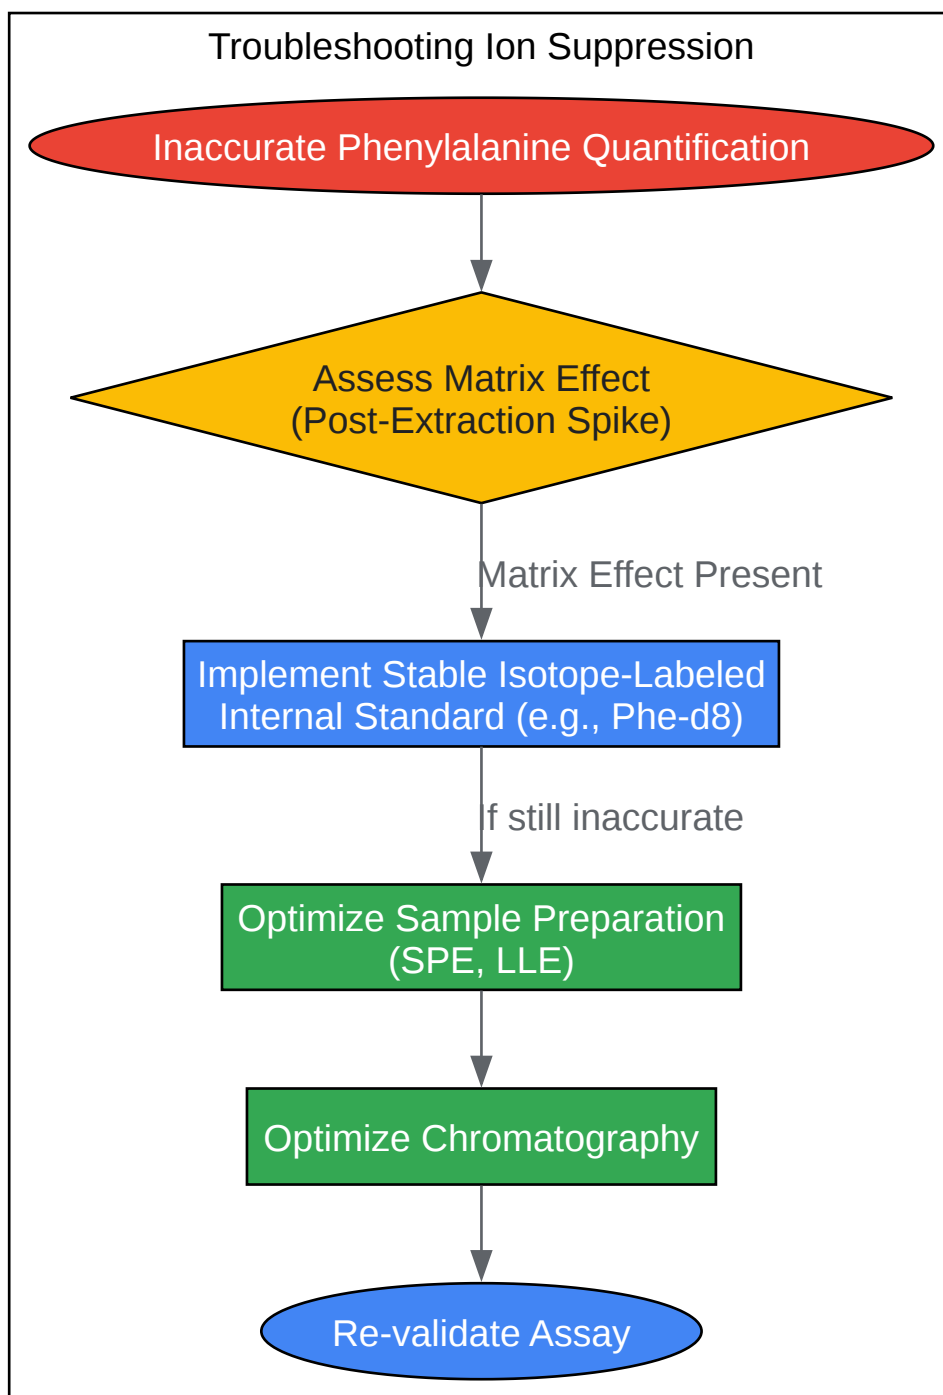 Troubleshooting Ion Suppression
Inaccurate Phenylalanine Quantification
Assess Matrix Effect
(Post-Extraction Spike)
Matrix Effect Present
Implement Stable Isotope-Labeled
Internal Standard (e.g., Phe-d8)
If still inaccurate
Optimize Sample Preparation
(SPE, LLE)
Optimize Chromatography
Re-validate Assay